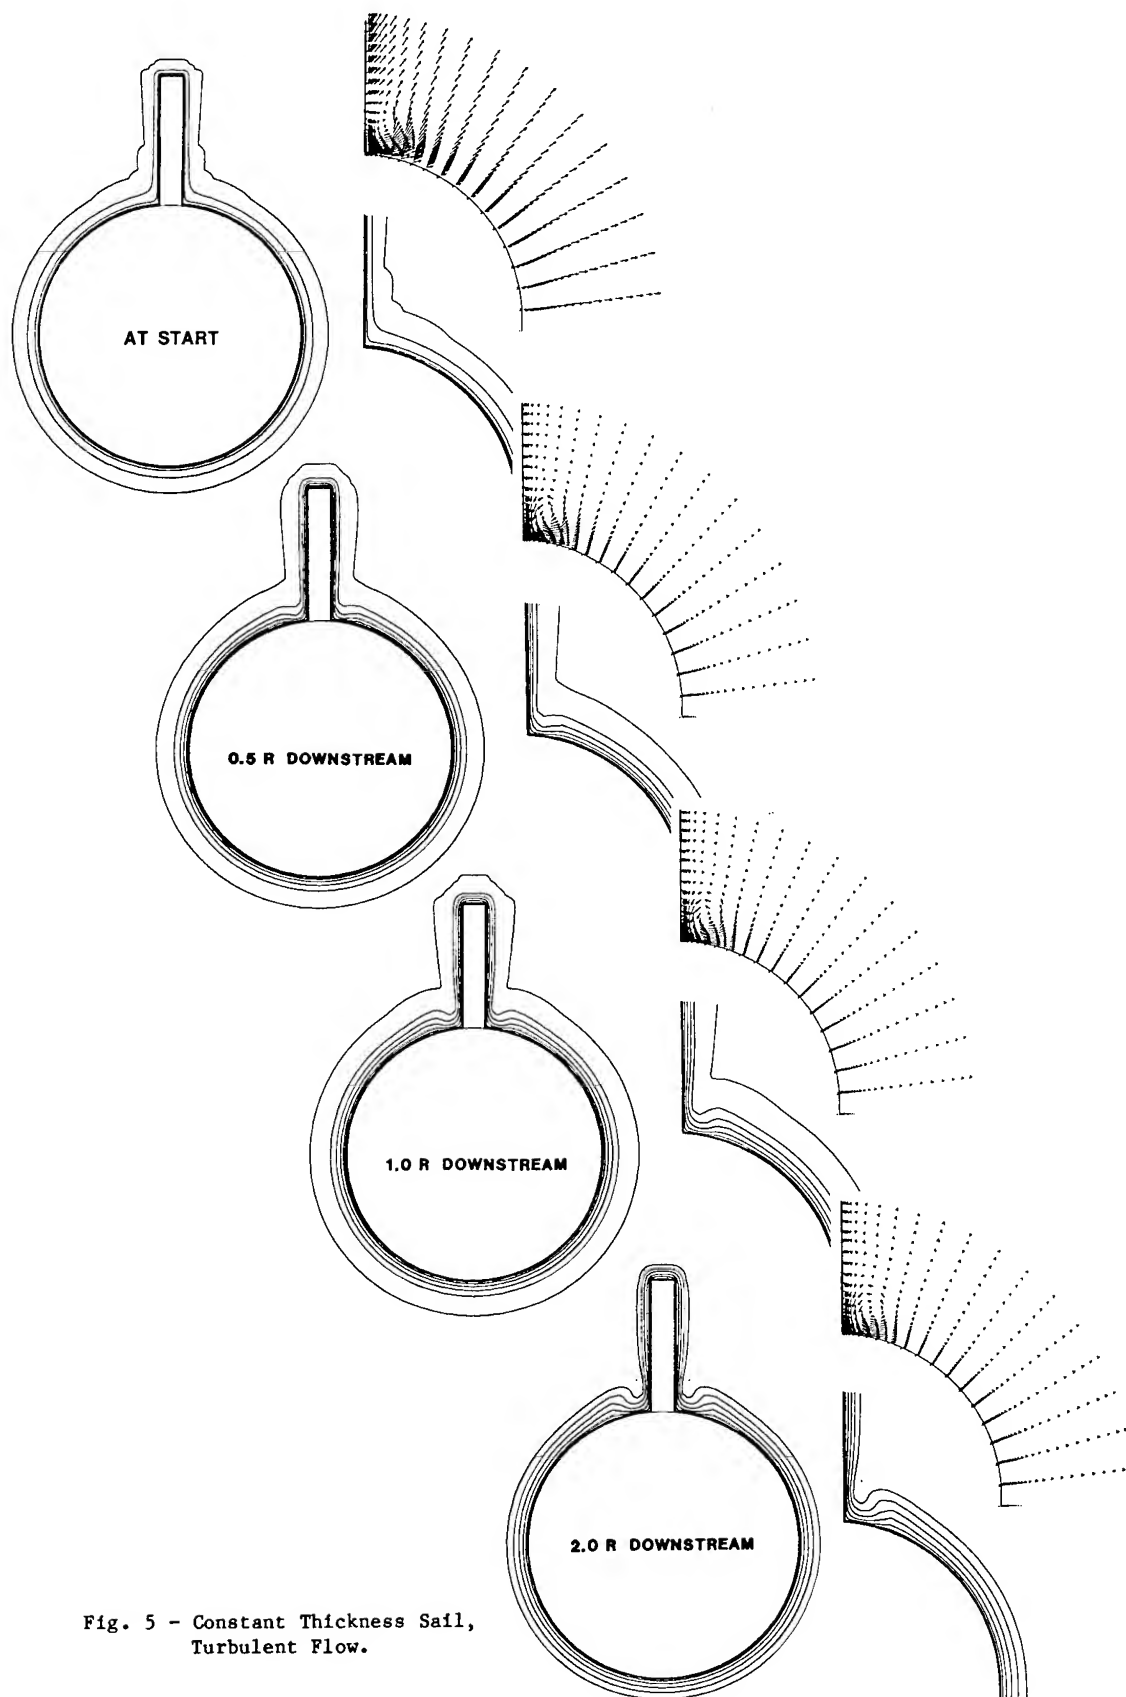 AT START
0.5 R DOWNSTREAM
1.0 R DOWNSTREAM
2.0 R DOWNSTREAM
Fig. 5 - Constant Thickness Sail,
Turbulent Flow.